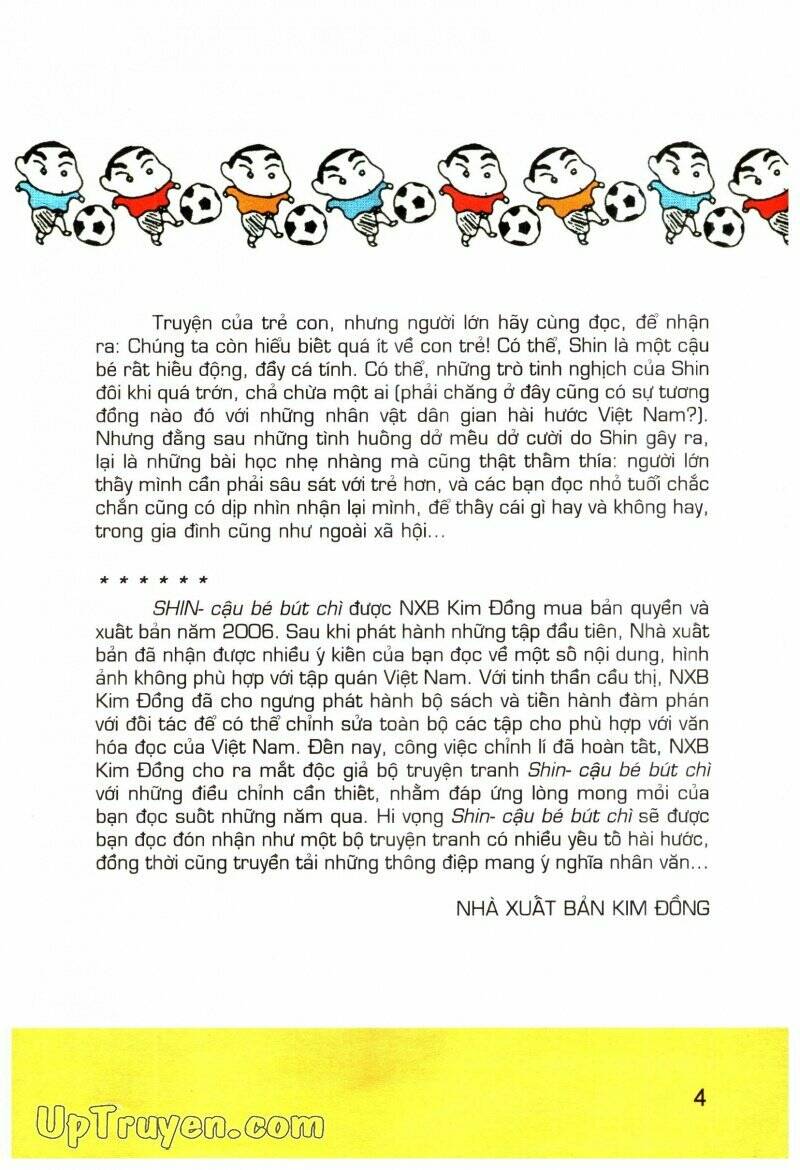 Truyện của trẻ con, nhưng người lớn hãy cùng đọc, để nhận
ra: Chúng ta còn hiểu biết quá ít về con trẻ! Có thể, Shin là một cậu
bé rất hiếu động, đầy cá tính. Có thể, những trò tinh nghịch của Shin
đôi khi quá trớn, chả chừa một ai (phải chăng ở đây cũng có sự tương
đồng nào đó với những nhân vật dân gian hài hước Việt Nam?).
Nhưng đằng sau những tình huống dở mếu dở cười do Shin gây ra,
lại là những bài học nhẹ nhàng mà cũng thật thấm thía: người lớn
thấy mình cần phải sâu sát với trẻ hơn, và các bạn đọc nhỏ tuổi chắc
chắn cũng có dịp nhìn nhận lại mình, để thấy cái gì hay và không hay,
trong gia đình cũng như ngoài xã hội...
* * * * * *
SHIN- cậu bé bút chì được NXB Kim Đồng mua bản quyền và
xuất bản năm 2006. Sau khi phát hành những tập đầu tiên, Nhà xuất
bản đã nhận được nhiều ý kiến của bạn đọc về một số nội dung, hình
ảnh không phù hợp với tập quán Việt Nam. Với tinh thần cầu thị, NXB
Kim Đồng đã cho ngưng phát hành bộ sách và tiến hành đàm phán
với đối tác để có thể chỉnh sửa toàn bộ các tập cho phù hợp với văn
hóa đọc của Việt Nam. Đến nay, công việc chỉnh lí đã hoàn tất, NXB
Kim Đồng cho ra mắt độc giả bộ truyện tranh Shin- cậu bé bút chì
với những điều chỉnh cần thiết, nhằm đáp ứng lòng mong mỏi của
bạn đọc suốt những năm qua. Hi vọng Shin- cậu bé bút chì sẽ được
bạn đọc đón nhận như một bộ truyện tranh có nhiều yếu tố hài hước,
đồng thời cũng truyền tải những thông điệp mang ý nghĩa nhân văn...
NHÀ XUẤT BẢN KIM ĐỒNG
4
UpTruyen.com